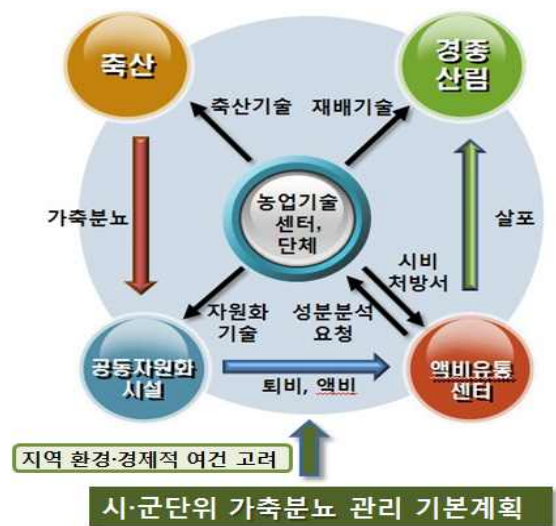 축산
경종
산림
축산기술
재배기술
가축분뇨
농업기술
센터,
단체
살포
시비
처방서
자원화
기술
성분분석
요청
공동자원화
시설
퇴비, 액비
액비유통
센터
지역 환경·경제적 여건 고려
시·군단위 가축분뇨 관리 기본계획